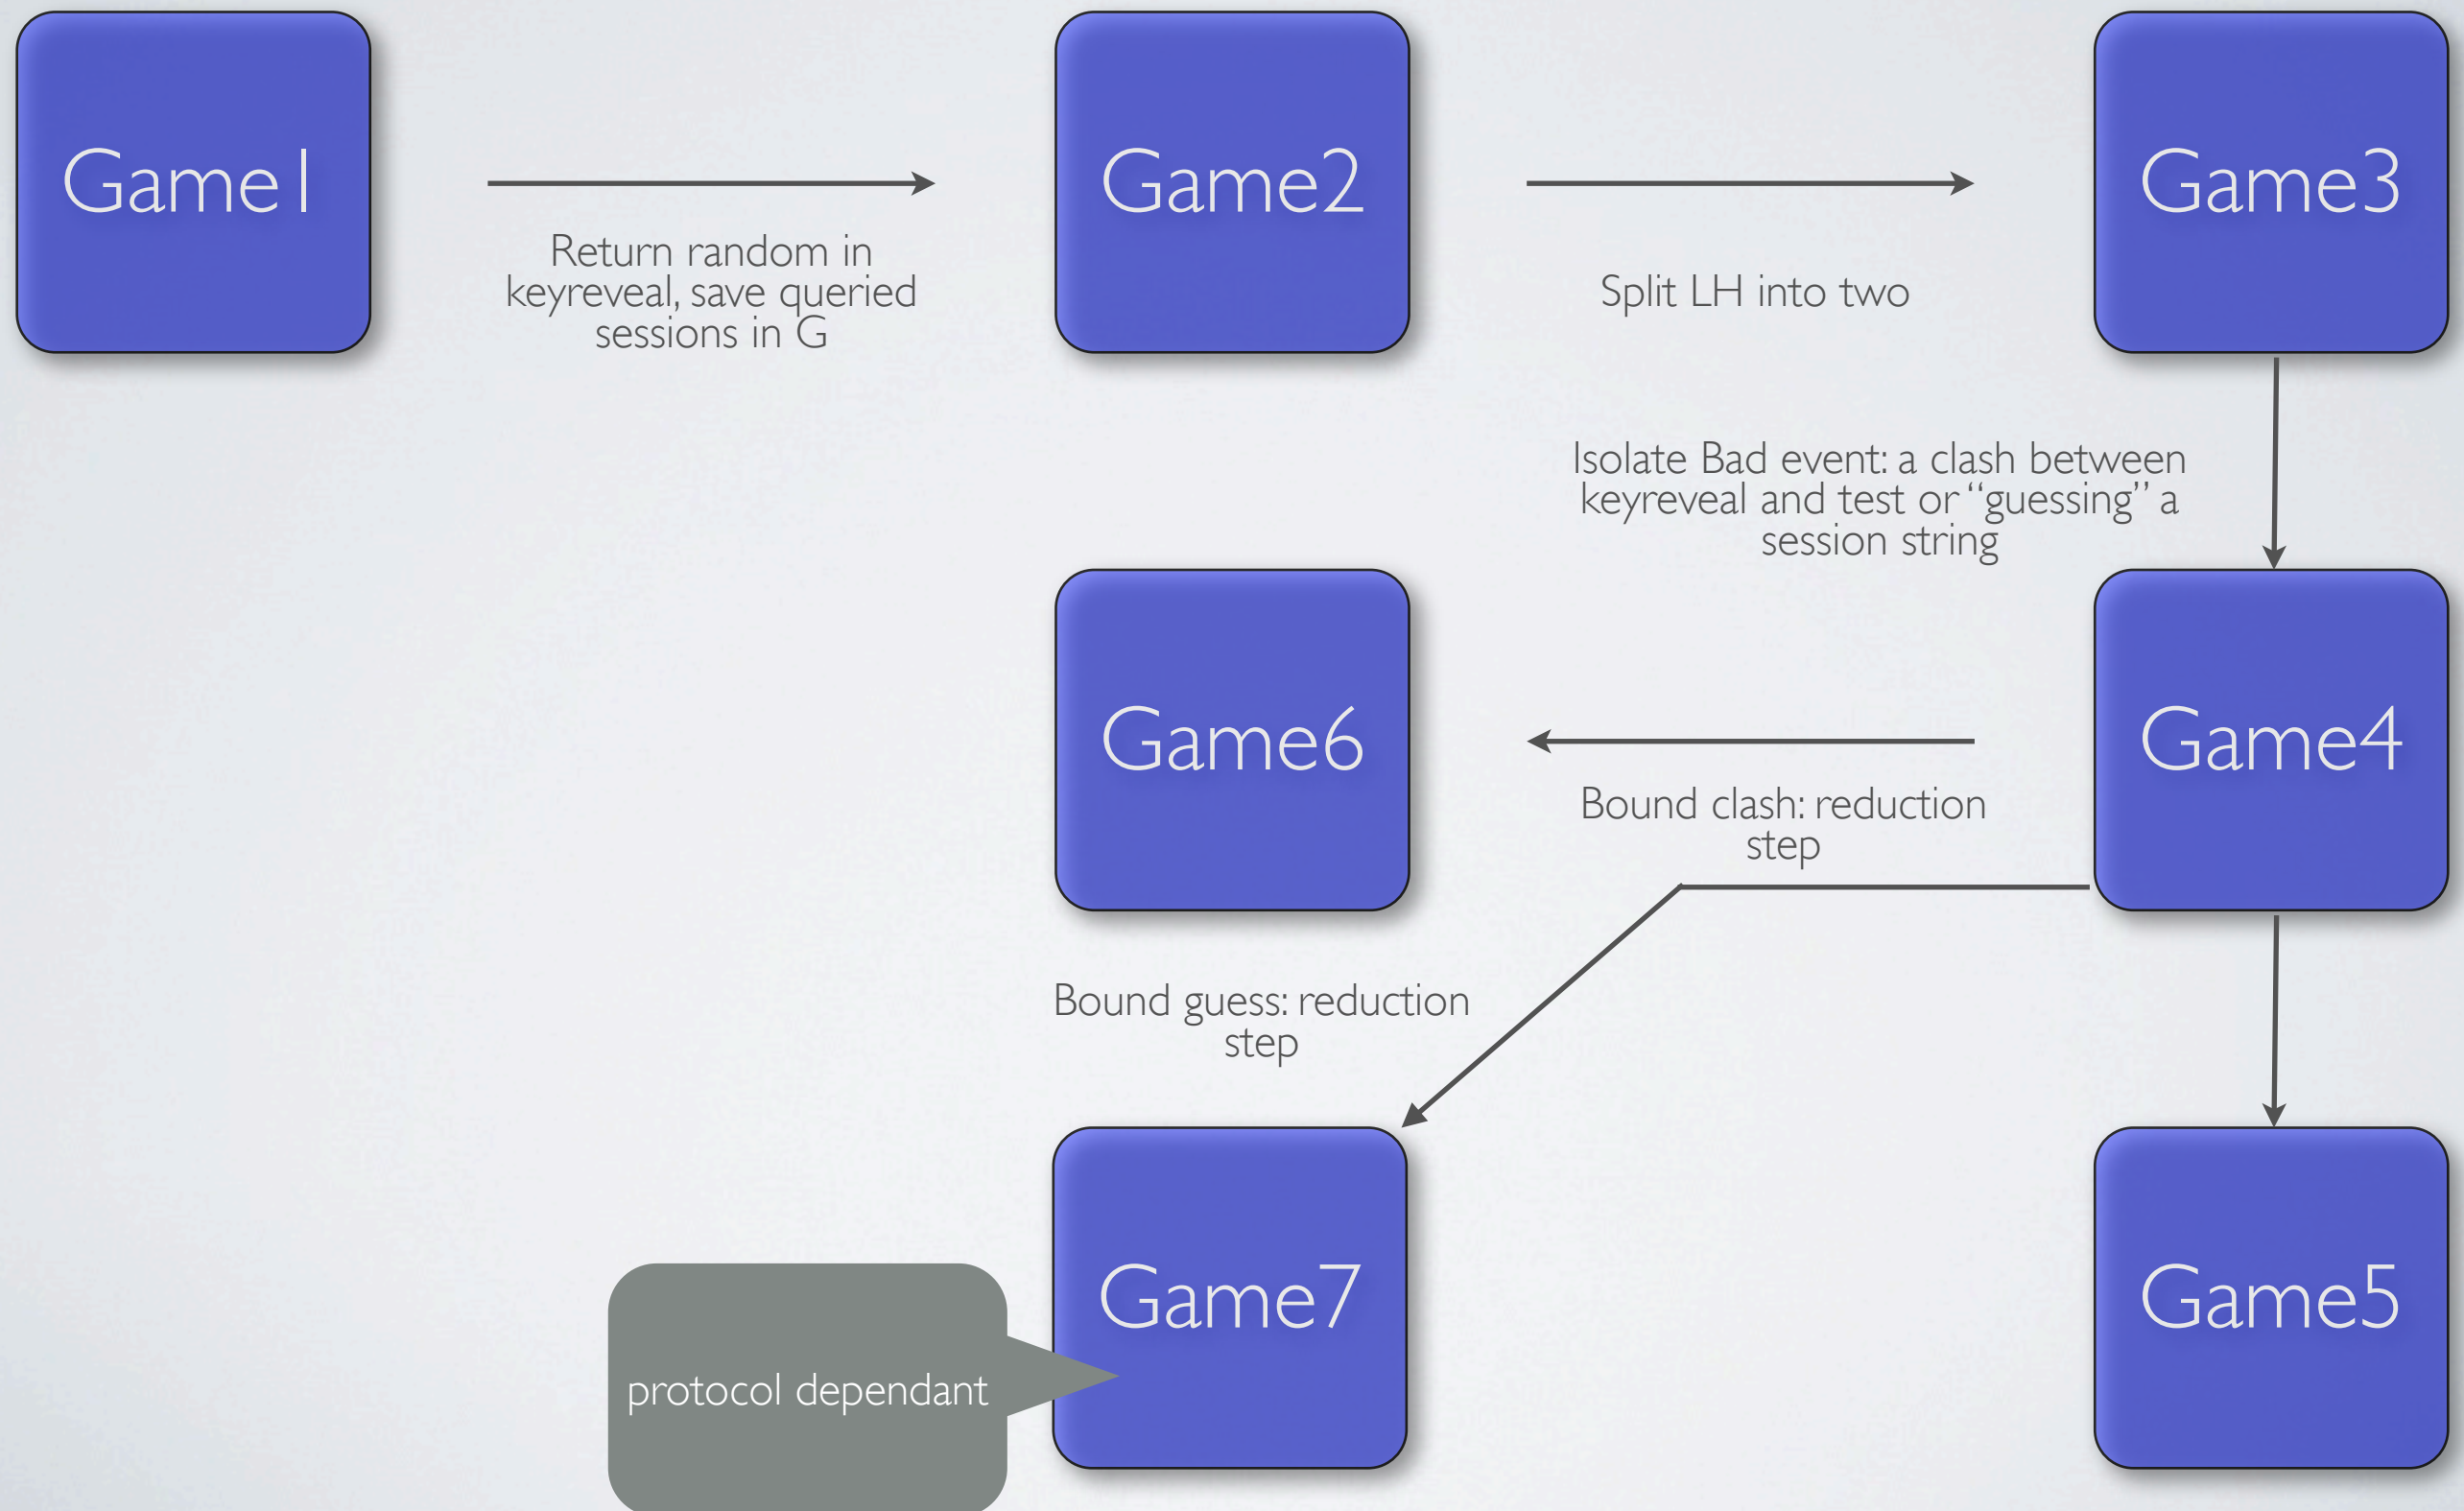 Game1
Game2
Game3
Return random in
keyreveal, save queried
sessions in G
Split LH into two
Isolate Bad event: a clash between
keyreveal and test or “guessing” a
session string
Game6
Game4
Bound clash: reduction
step
Bound guess: reduction
step
Game7
Game5
protocol dependant